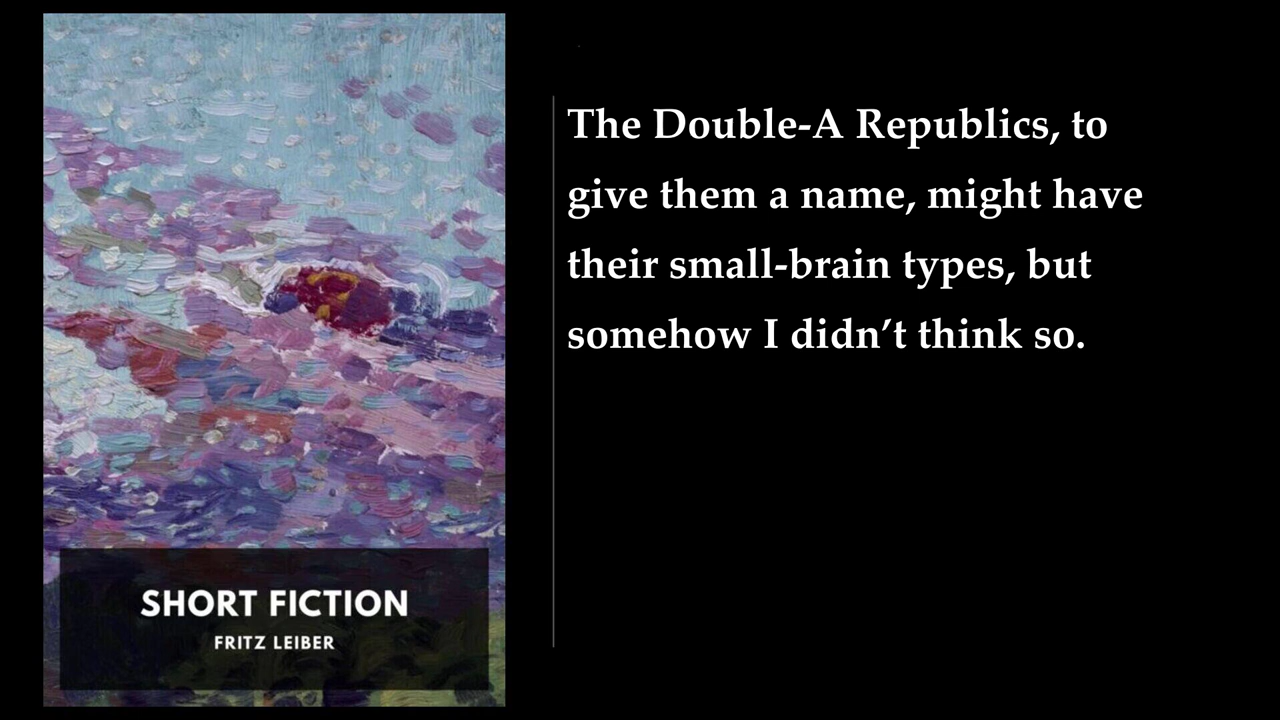 The Double-A Republics, to
give them a name, might have
their small-brain types, but
somehow I didn’t think so.
SHORT FICTION
FRITZ LEIBER